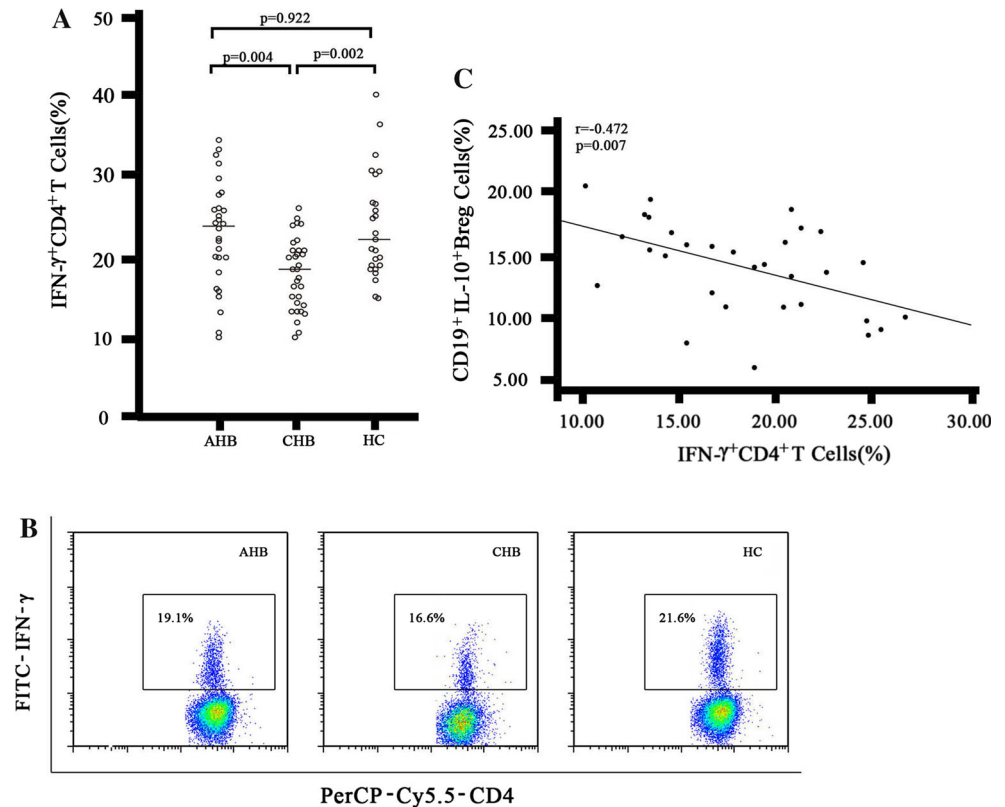 A
50
40
30
20
10
0
IFN-γ⁺CD4⁺T Cells(%)
p=0.922
p=0.004
p=0.002
AHB
CHB
HC
C
r=-0.472
p=0.007
25.00
20.00
15.00
10.00
5.00
CD19⁺IL-10⁺Breg Cells(%)
10.00
15.00
20.00
25.00
30.00
IFN-γ⁺CD4⁺T Cells(%)
B
FITC-IFN-γ
AHB
19.1%
CHB
16.6%
HC
21.6%
PerCP-Cy5.5-CD4